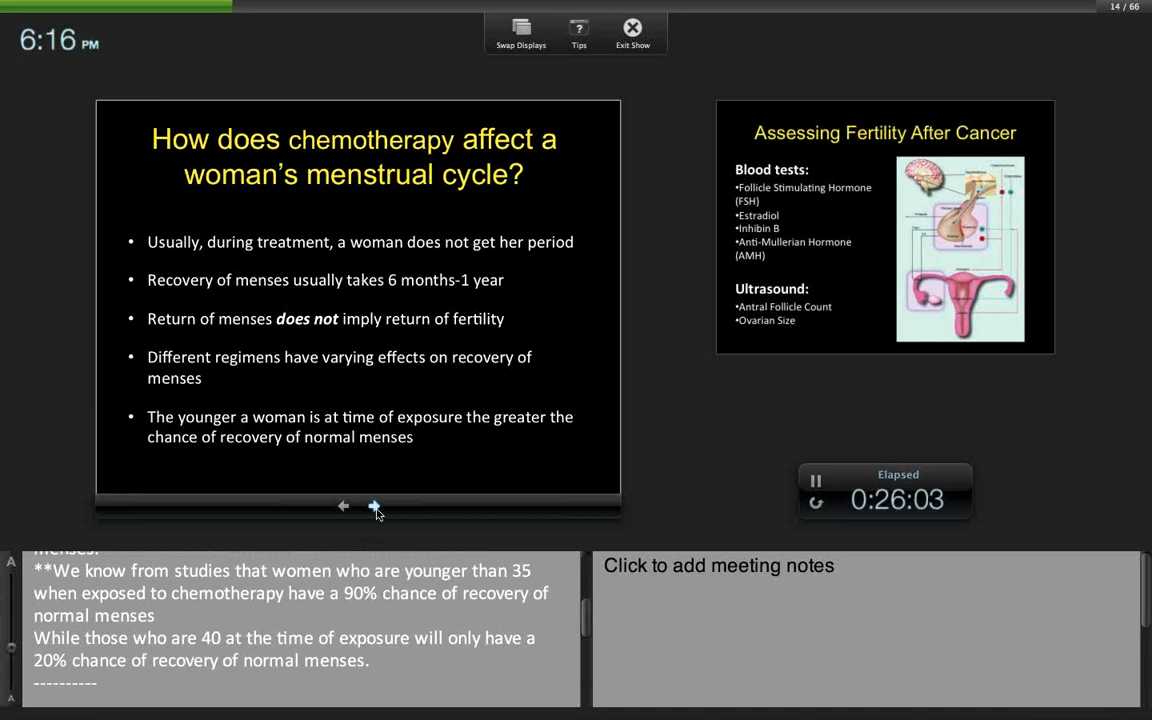 14 / 66
6:16 PM
Swap Displays
Tips
Exit Show
How does chemotherapy affect a
woman's menstrual cycle?
• Usually, during treatment, a woman does not get her period
• Recovery of menses usually takes 6 months-1 year
• Return of menses does not imply return of fertility
• Different regimens have varying effects on recovery of
menses
• The younger a woman is at time of exposure the greater the
chance of recovery of normal menses
Assessing Fertility After Cancer
Blood tests:
•Follicle Stimulating Hormone
(FSH)
•Estradiol
•Inhibin B
•Anti-Mullerian Hormone
(AMH)
Ultrasound:
•Antral Follicle Count
•Ovarian Size
Elapsed
0:26:03
A
A
menses.
**We know from studies that women who are younger than 35
when exposed to chemotherapy have a 90% chance of recovery of
normal menses
While those who are 40 at the time of exposure will only have a
20% chance of recovery of normal menses.
----------
Click to add meeting notes